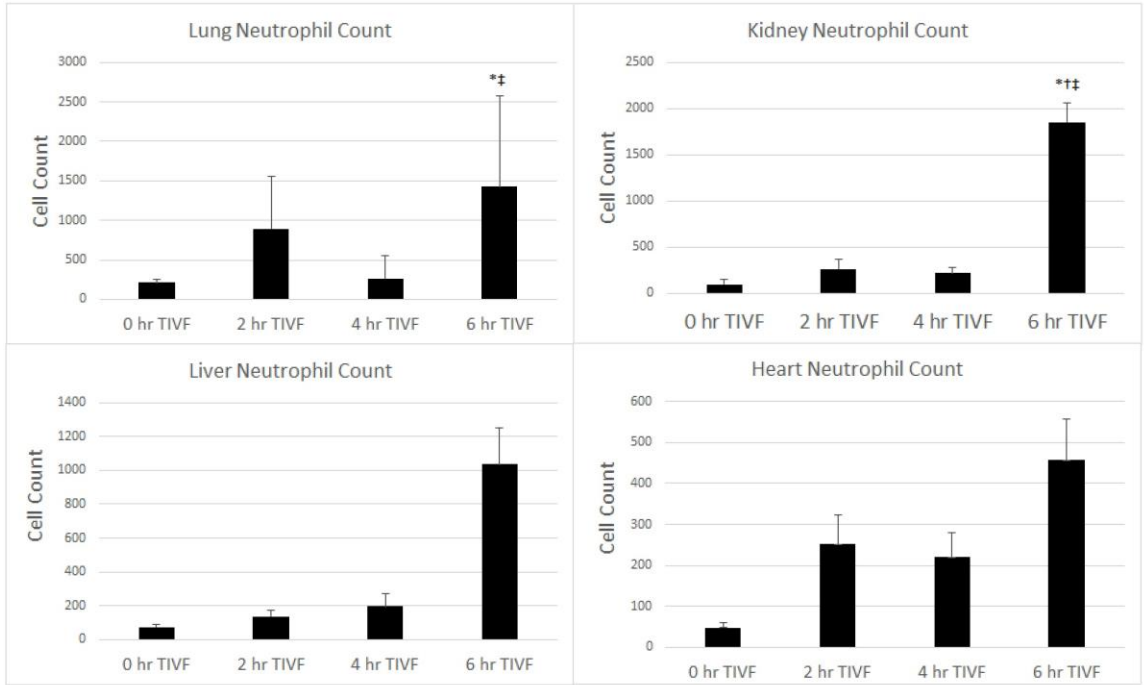 Lung Neutrophil Count
3000
2500
2000
1500
1000
500
0
Cell Count
*‡
0 hr TIVF 2 hr TIVF 4 hr TIVF 6 hr TIVF
Kidney Neutrophil Count
2500
2000
1500
1000
500
0
Cell Count
*†‡
0 hr TIVF 2 hr TIVF 4 hr TIVF 6 hr TIVF
Liver Neutrophil Count
1400
1200
1000
800
600
400
200
0
Cell Count
0 hr TIVF 2 hr TIVF 4 hr TIVF 6 hr TIVF
Heart Neutrophil Count
600
500
400
300
200
100
0
Cell Count
0 hr TIVF 2 hr TIVF 4 hr TIVF 6 hr TIVF